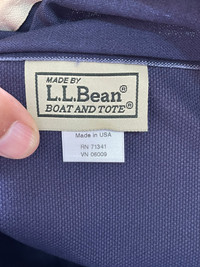 MADE BY
L.L.Bean®
BOAT AND TOTE®
Made in USA
RN 71341
VN 06009